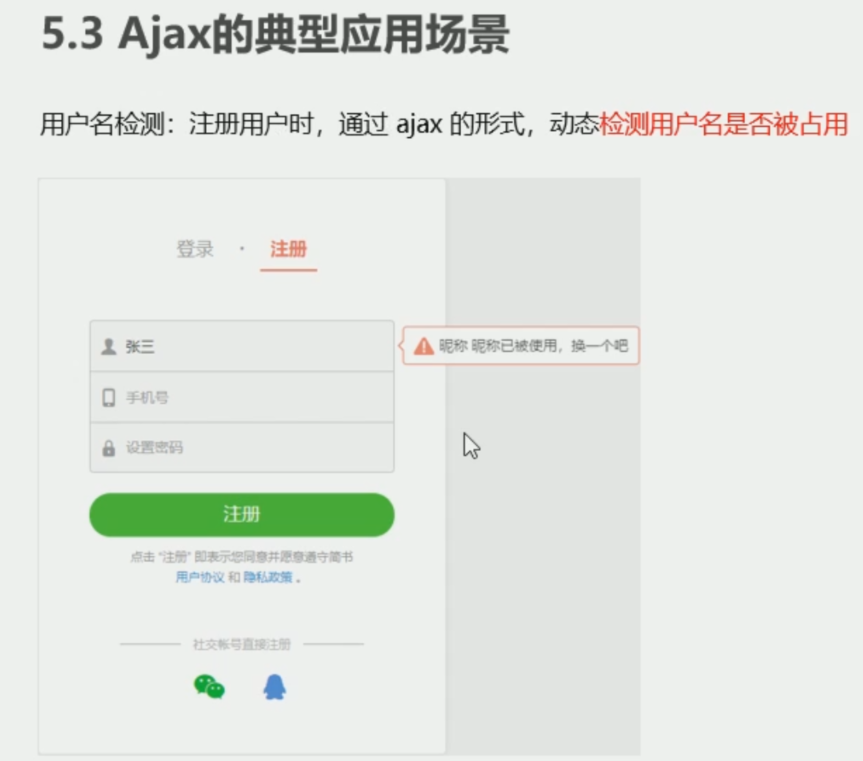 5.3 Ajax的典型应用场景
用户名检测：注册用户时，通过 ajax 的形式，动态检测用户名是否被占用
登录 · 注册
张三
昵称 昵称已被使用，换一个吧
手机号
设置密码
注册
点击 “注册” 即表示您同意并愿意遵守简书
用户协议 和 隐私政策 。
社交帐号直接注册